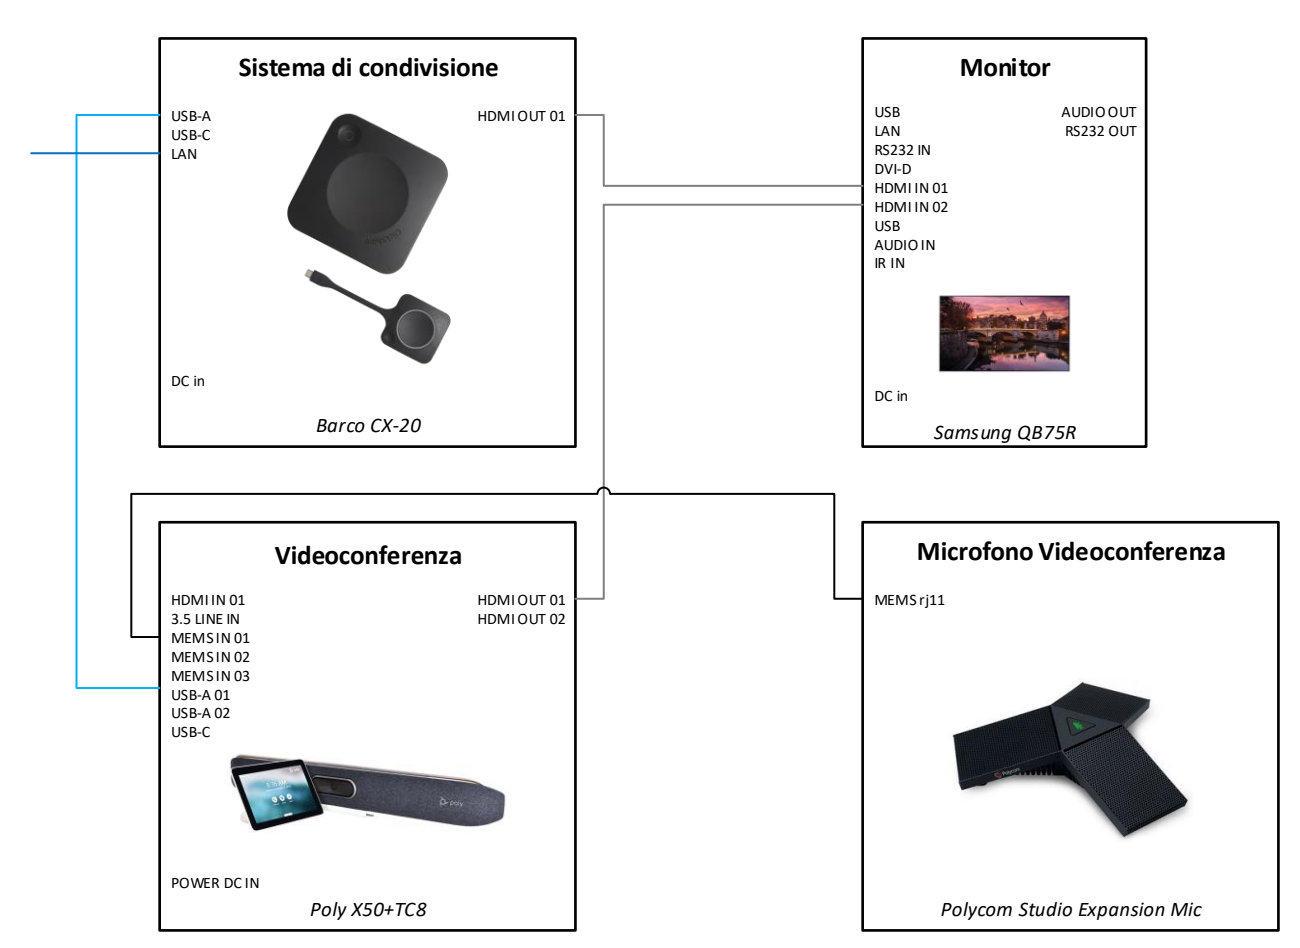 Sistema di condivisione
USB-A
USB-C
LAN
HDMI OUT 01
DC in
Barco CX-20
Monitor
USB
LAN
RS232 IN
DVI-D
HDMI IN 01
HDMI IN 02
USB
AUDIO IN
IR IN
AUDIO OUT
RS232 OUT
DC in
Samsung QB75R
Videoconferenza
HDMI IN 01
3.5 LINE IN
MEMS IN 01
MEMS IN 02
MEMS IN 03
USB-A 01
USB-A 02
USB-C
HDMI OUT 01
HDMI OUT 02
poly
POWER DC IN
Poly X50+TC8
Microfono Videoconferenza
MEMS rj11
Polycom
Polycom Studio Expansion Mic